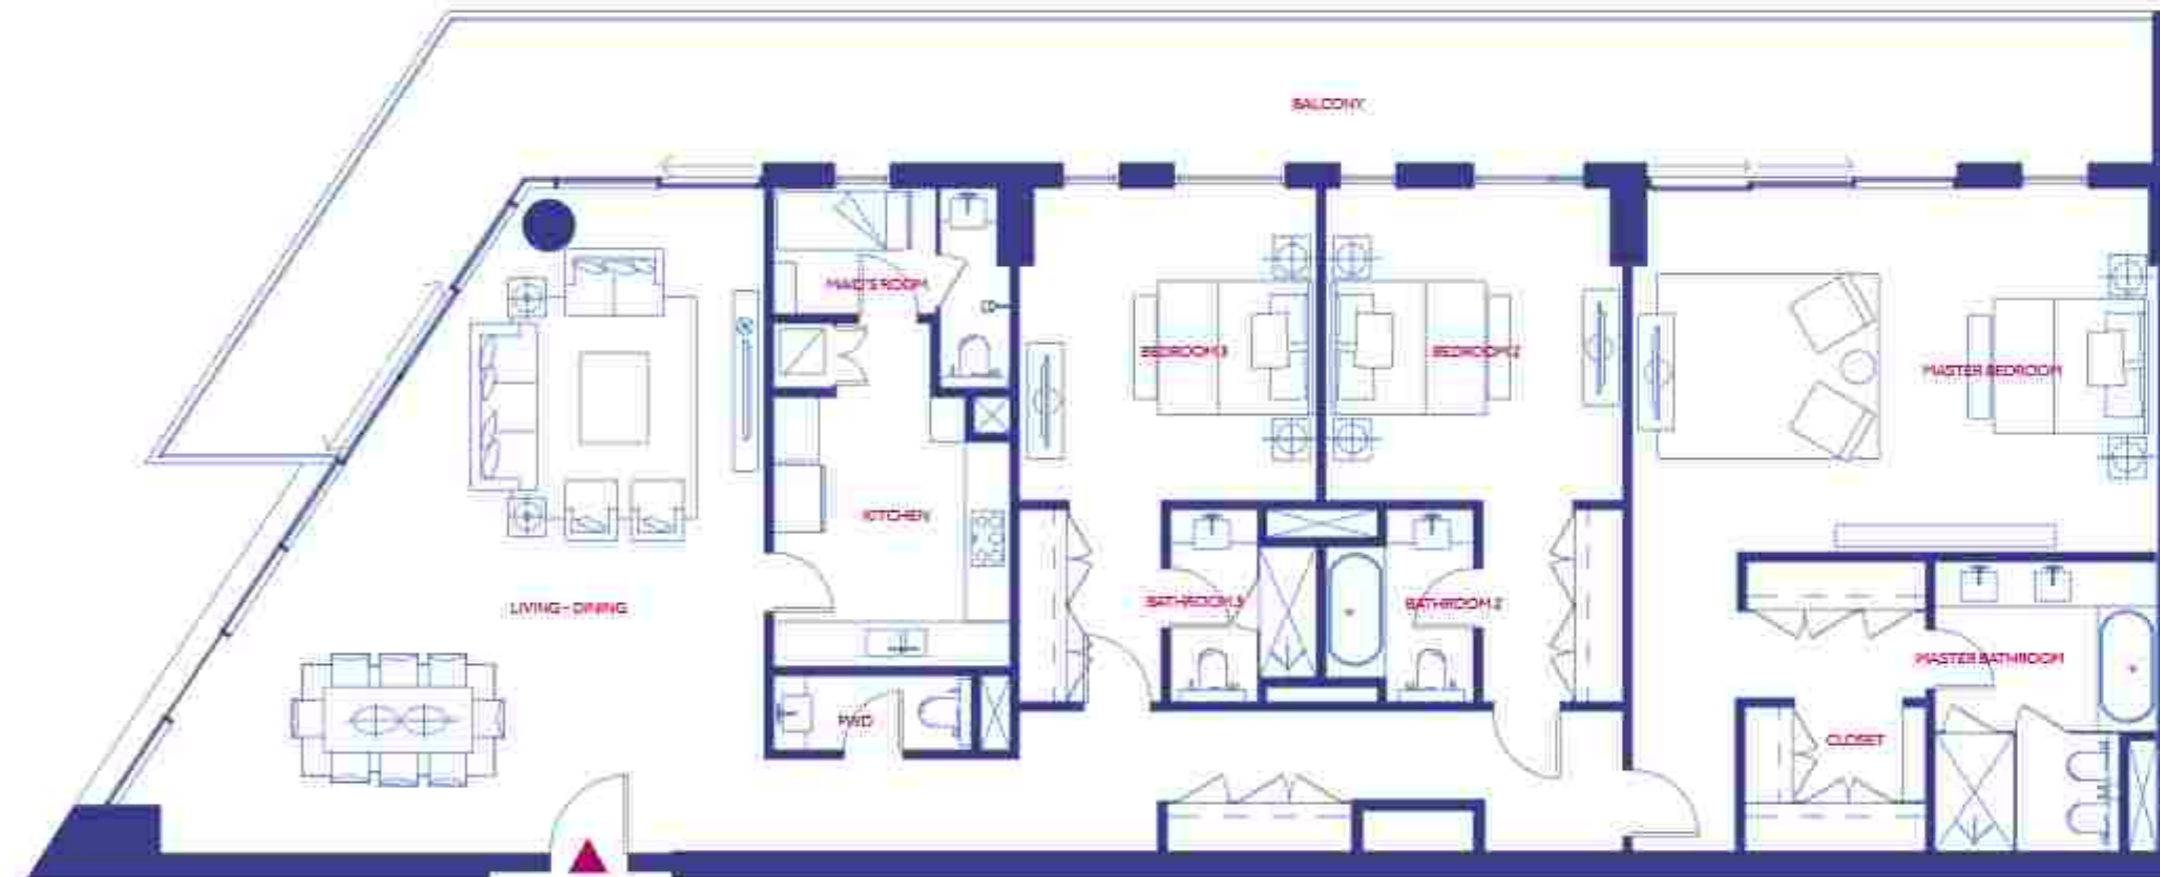 BALCONY
MAID'S ROOM
BEDROOM 3
BEDROOM 2
MASTER BEDROOM
KITCHEN
LIVING - DINING
BATHROOM 3
BATHROOM 2
MASTER BATHROOM
PWD
CLOSET